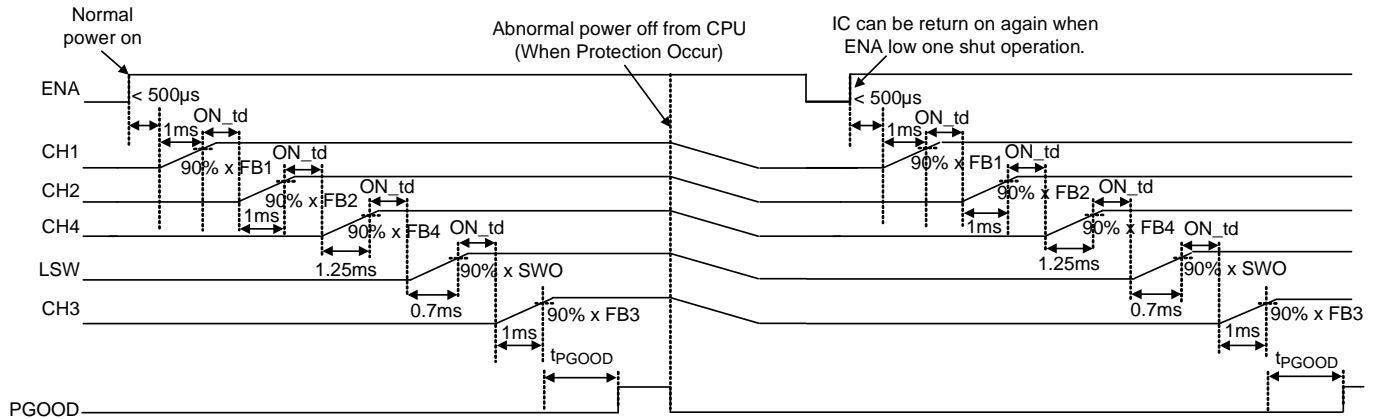 Normal
power on
Abnormal power off from CPU
(When Protection Occur)
IC can be return on again when
ENA low one shut operation.
ENA
< 500µs
< 500µs
ON_td
ON_td
1ms
1ms
CH1
90% x FB1
ON_td
90% x FB1
ON_td
CH2
90% x FB2
ON_td
90% x FB2
ON_td
1ms
1ms
CH4
90% x FB4
ON_td
90% x FB4
ON_td
1.25ms
1.25ms
LSW
90% x SWO
90% x SWO
0.7ms
0.7ms
CH3
90% x FB3
90% x FB3
1ms
1ms
tPGOOD
tPGOOD
PGOOD